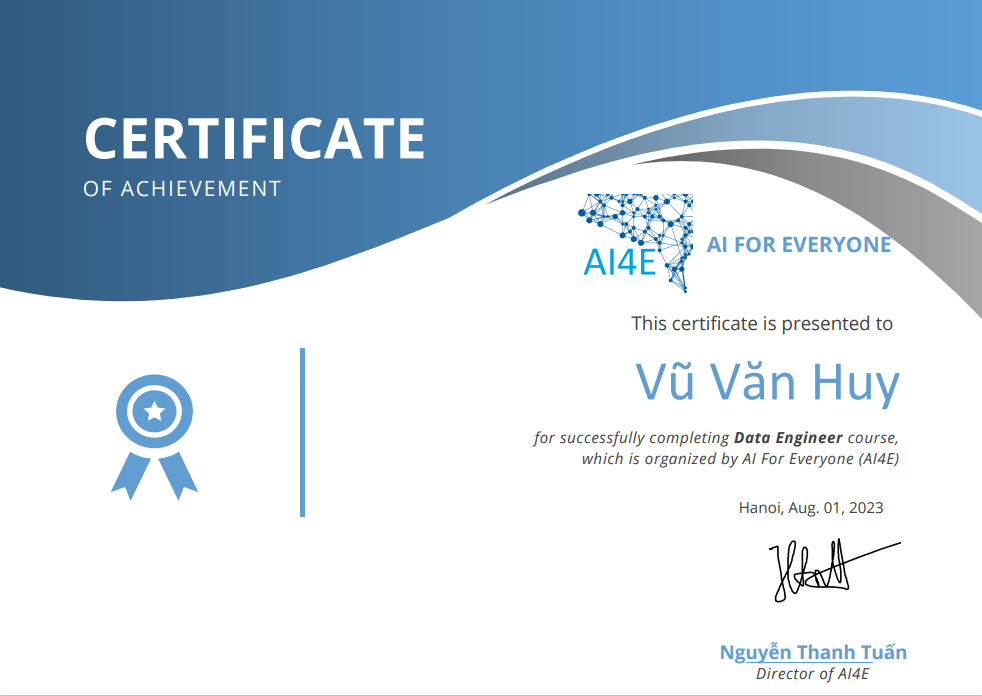 CERTIFICATE
OF ACHIEVEMENT
AI4E
AI FOR EVERYONE
This certificate is presented to
Vũ Văn Huy
for successfully completing Data Engineer course,
which is organized by AI For Everyone (AI4E)
Hanoi, Aug. 01, 2023
Nguyễn Thanh Tuấn
Director of AI4E